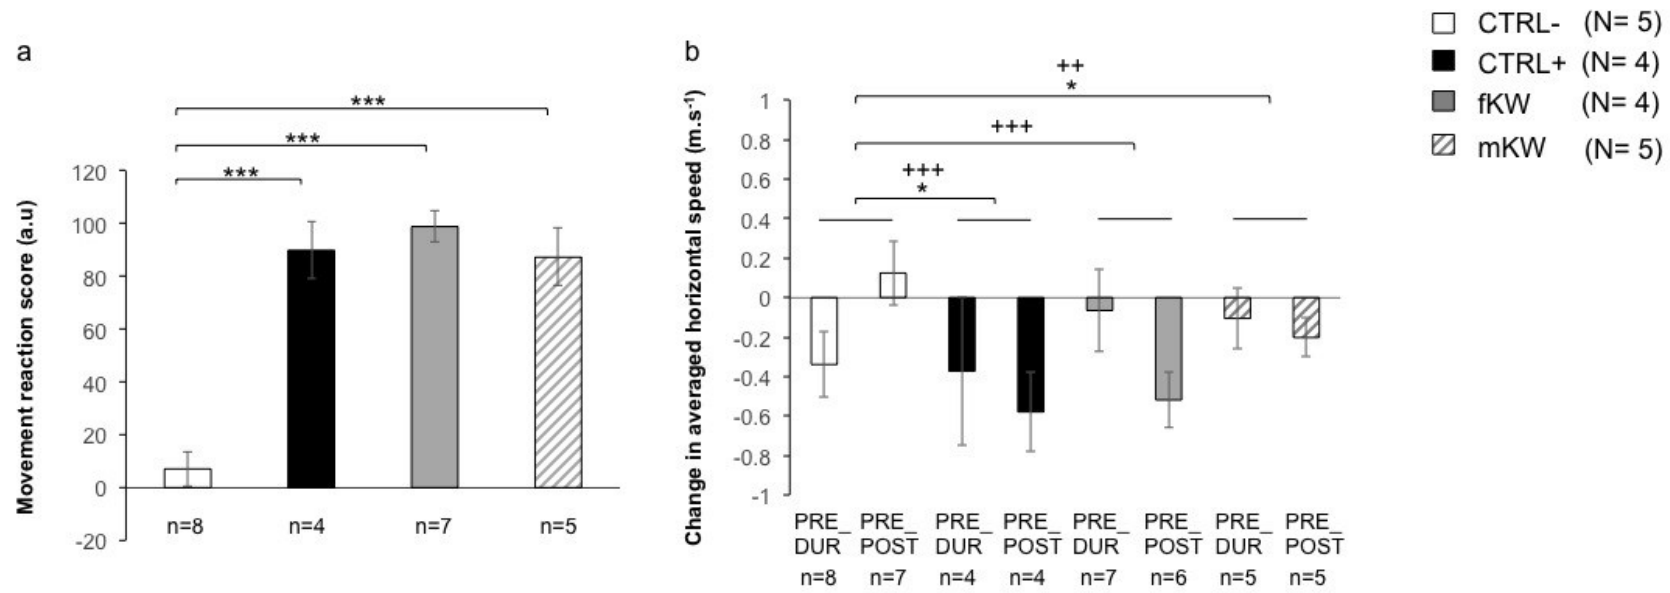 a
Movement reaction score (a.u)
120
100
80
60
40
20
0
-20
***
***
***
n=8 n=4 n=7 n=5
b
Change in averaged horizontal speed (m.s-1)
1
0.8
0.6
0.4
0.2
0
-0.2
-0.4
-0.6
-0.8
-1
++
*
+++
+++
*
PRE_ PRE_ PRE_ PRE_ PRE_ PRE_ PRE_ PRE_
DUR POST DUR POST DUR POST DUR POST
n=8 n=7 n=4 n=4 n=7 n=6 n=5 n=5
CTRL- (N= 5)
CTRL+ (N= 4)
fKW (N= 4)
mKW (N= 5)